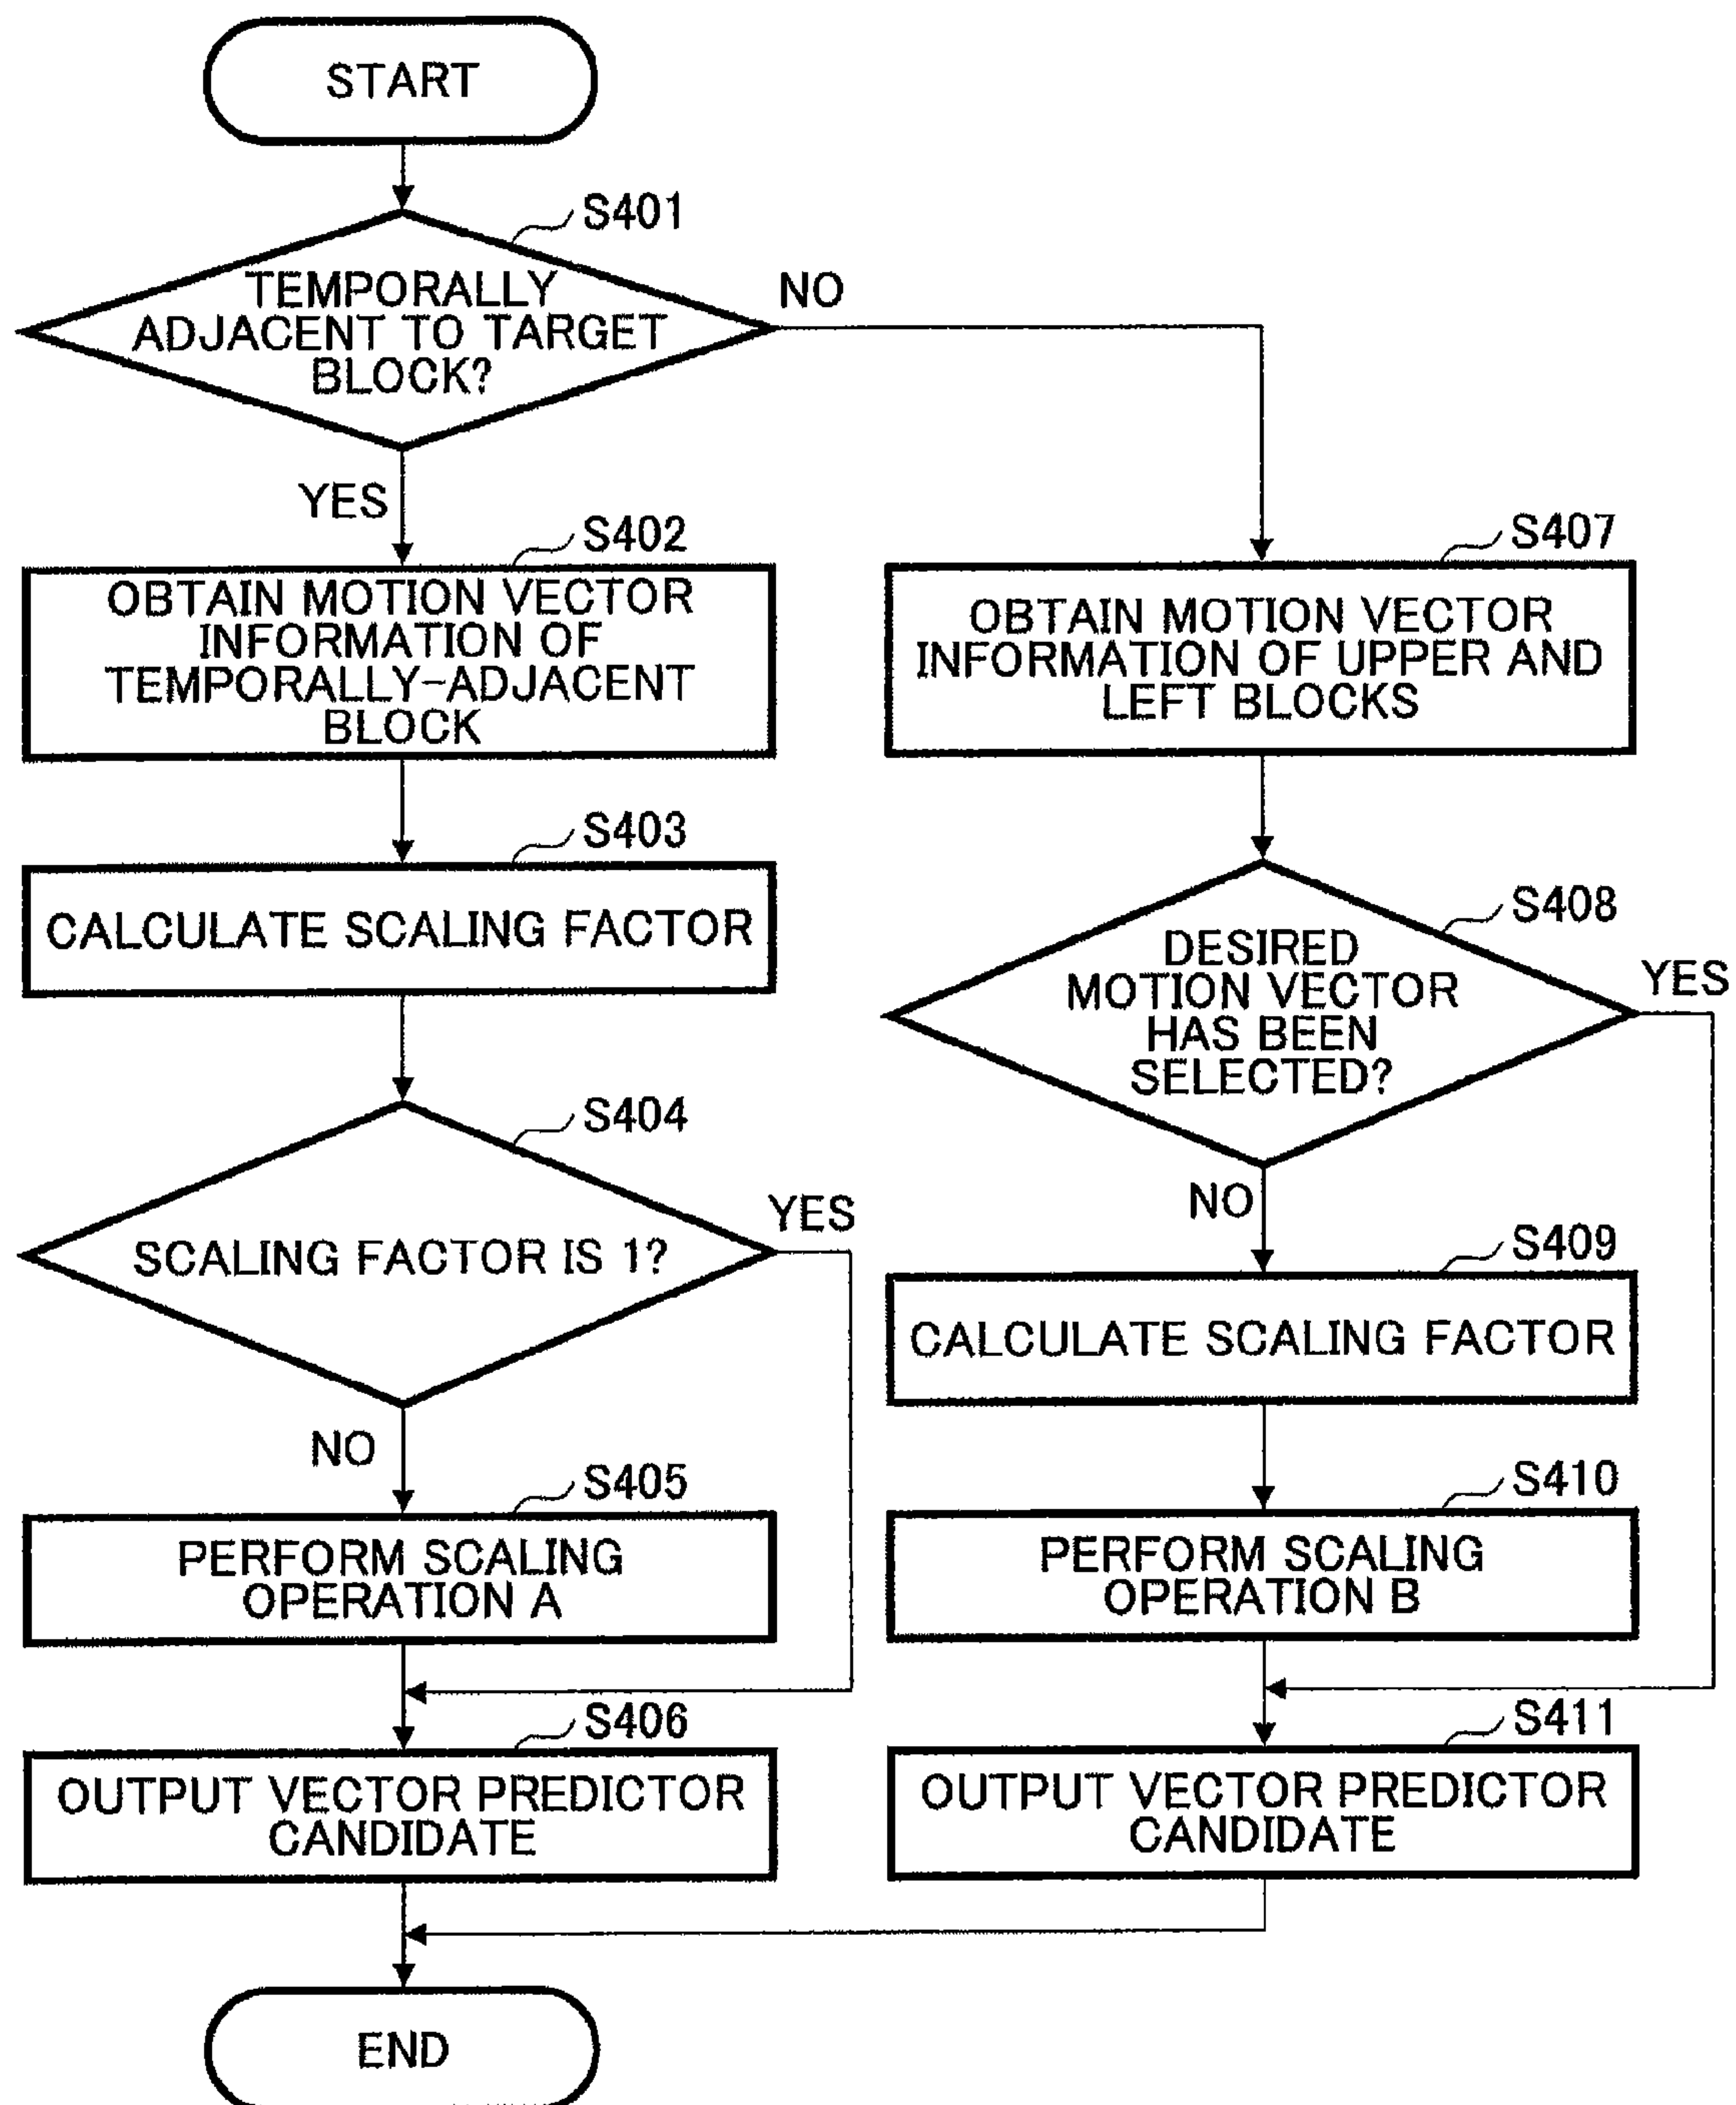 START
S401
TEMPORALLY
ADJACENT TO TARGET
BLOCK?
NO
YES
S402
OBTAIN MOTION VECTOR
INFORMATION OF
TEMPORALLY-ADJACENT
BLOCK
S403
CALCULATE SCALING FACTOR
S404
SCALING FACTOR IS 1?
YES
NO
S405
PERFORM SCALING
OPERATION A
S406
OUTPUT VECTOR PREDICTOR
CANDIDATE
S407
OBTAIN MOTION VECTOR
INFORMATION OF UPPER AND
LEFT BLOCKS
S408
DESIRED
MOTION VECTOR
HAS BEEN
SELECTED?
YES
NO
S409
CALCULATE SCALING FACTOR
S410
PERFORM SCALING
OPERATION B
S411
OUTPUT VECTOR PREDICTOR
CANDIDATE
END